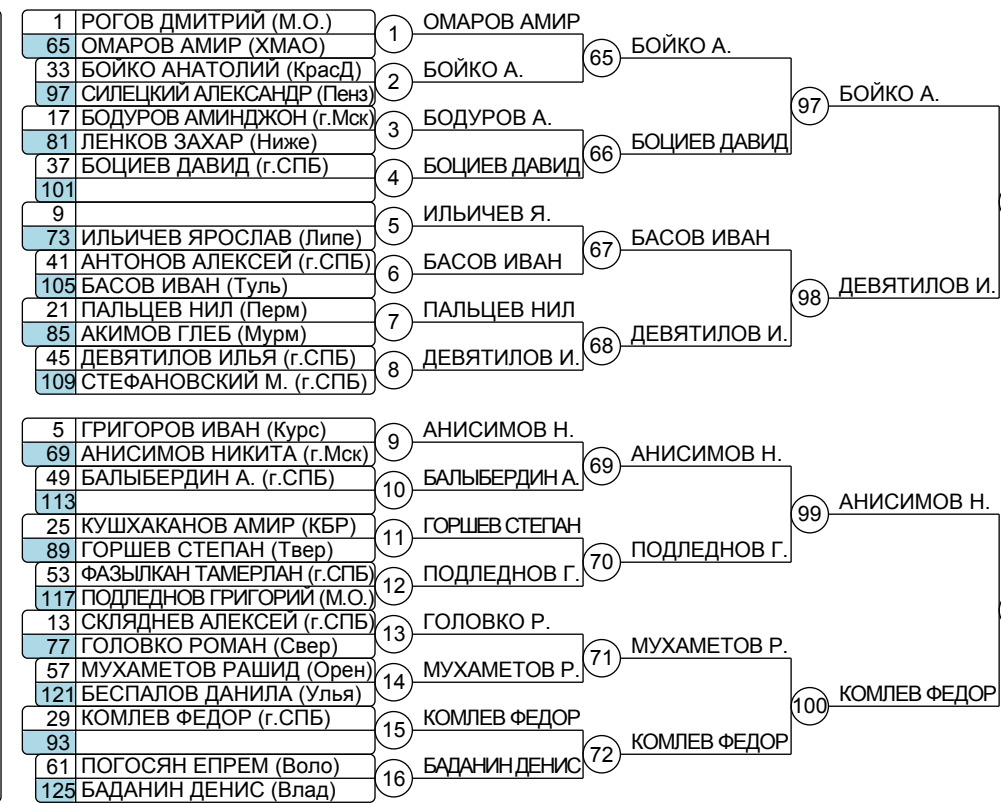 1 РОГОВ ДМИТРИЙ (М.О.)
65 ОМАРОВ АМИР (ХМАО)
33 БОЙКО АНАТОЛИЙ (КрасД)
97 СИЛЕЦКИЙ АЛЕКСАНДР (Пенз)
17 БОДУРОВ АМИНДЖОН (г.Мск)
81 ЛЕНКОВ ЗАХАР (Ниже)
37 БОЦИЕВ ДАВИД (г.СПБ)
101
9
73 ИЛЬИЧЕВ ЯРОСЛАВ (Липе)
41 АНТОНОВ АЛЕКСЕЙ (г.СПБ)
105 БАСОВ ИВАН (Туль)
21 ПАЛЬЦЕВ НИЛ (Перм)
85 АКИМОВ ГЛЕБ (Мурм)
45 ДЕВЯТИЛОВ ИЛЬЯ (г.СПБ)
109 СТЕФАНОВСКИЙ М. (г.СПБ)
5 ГРИГОРОВ ИВАН (Курс)
69 АНИСИМОВ НИКИТА (г.Мск)
49 БАЛЫБЕРДИН А. (г.СПБ)
113
25 КУШХАКАНОВ АМИР (КБР)
89 ГОРШЕВ СТЕПАН (Твер)
53 ФАЗЫЛКАН ТАМЕРЛАН (г.СПБ)
117 ПОДЛЕДНОВ ГРИГОРИЙ (М.О.)
13 СКЛЯДНЕВ АЛЕКСЕЙ (г.СПБ)
77 ГОЛОВКО РОМАН (Свер)
57 МУХАМЕТОВ РАШИД (Орен)
121 БЕСПАЛОВ ДАНИЛА (Улья)
29 КОМЛЕВ ФЕДОР (г.СПБ)
93
61 ПОГОСЯН ЕПРЕМ (Воло)
125 БАДАНИН ДЕНИС (Влад)
1 ОМАРОВ АМИР
2 БОЙКО А.
3 БОДУРОВ А.
4 БОЦИЕВ ДАВИД
5 ИЛЬИЧЕВ Я.
6 БАСОВ ИВАН
7 ПАЛЬЦЕВ НИЛ
8 ДЕВЯТИЛОВ И.
9 АНИСИМОВ Н.
10 БАЛЫБЕРДИН А.
11 ГОРШЕВ СТЕПАН
12 ПОДЛЕДНОВ Г.
13 ГОЛОВКО Р.
14 МУХАМЕТОВ Р.
15 КОМЛЕВ ФЕДОР
16 БАДАНИН ДЕНИС
65 БОЙКО А.
66 БОЦИЕВ ДАВИД
67 БАСОВ ИВАН
68 ДЕВЯТИЛОВ И.
69 АНИСИМОВ Н.
70 ПОДЛЕДНОВ Г.
71 МУХАМЕТОВ Р.
72 КОМЛЕВ ФЕДОР
97 БОЙКО А.
98 ДЕВЯТИЛОВ И.
99 АНИСИМОВ Н.
100 КОМЛЕВ ФЕДОР